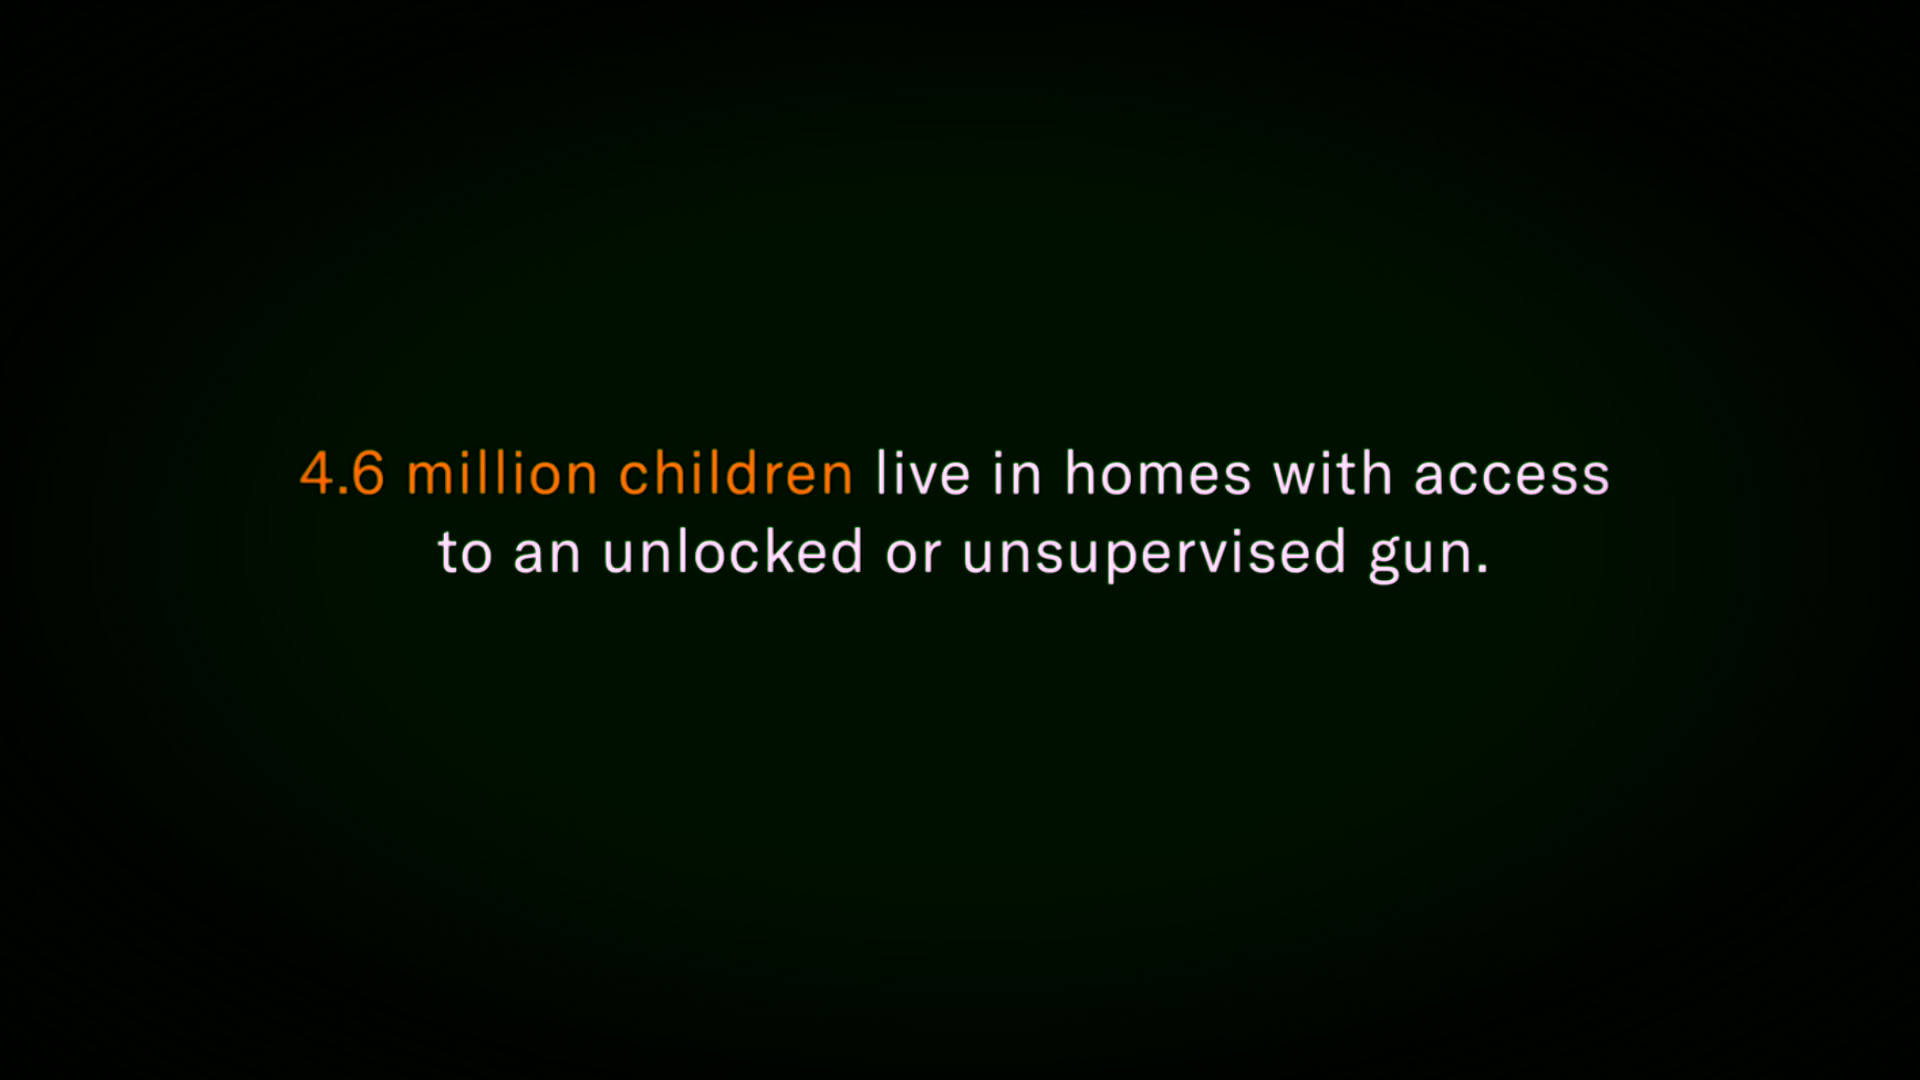 4.6 million children live in homes with access
to an unlocked or unsupervised gun.